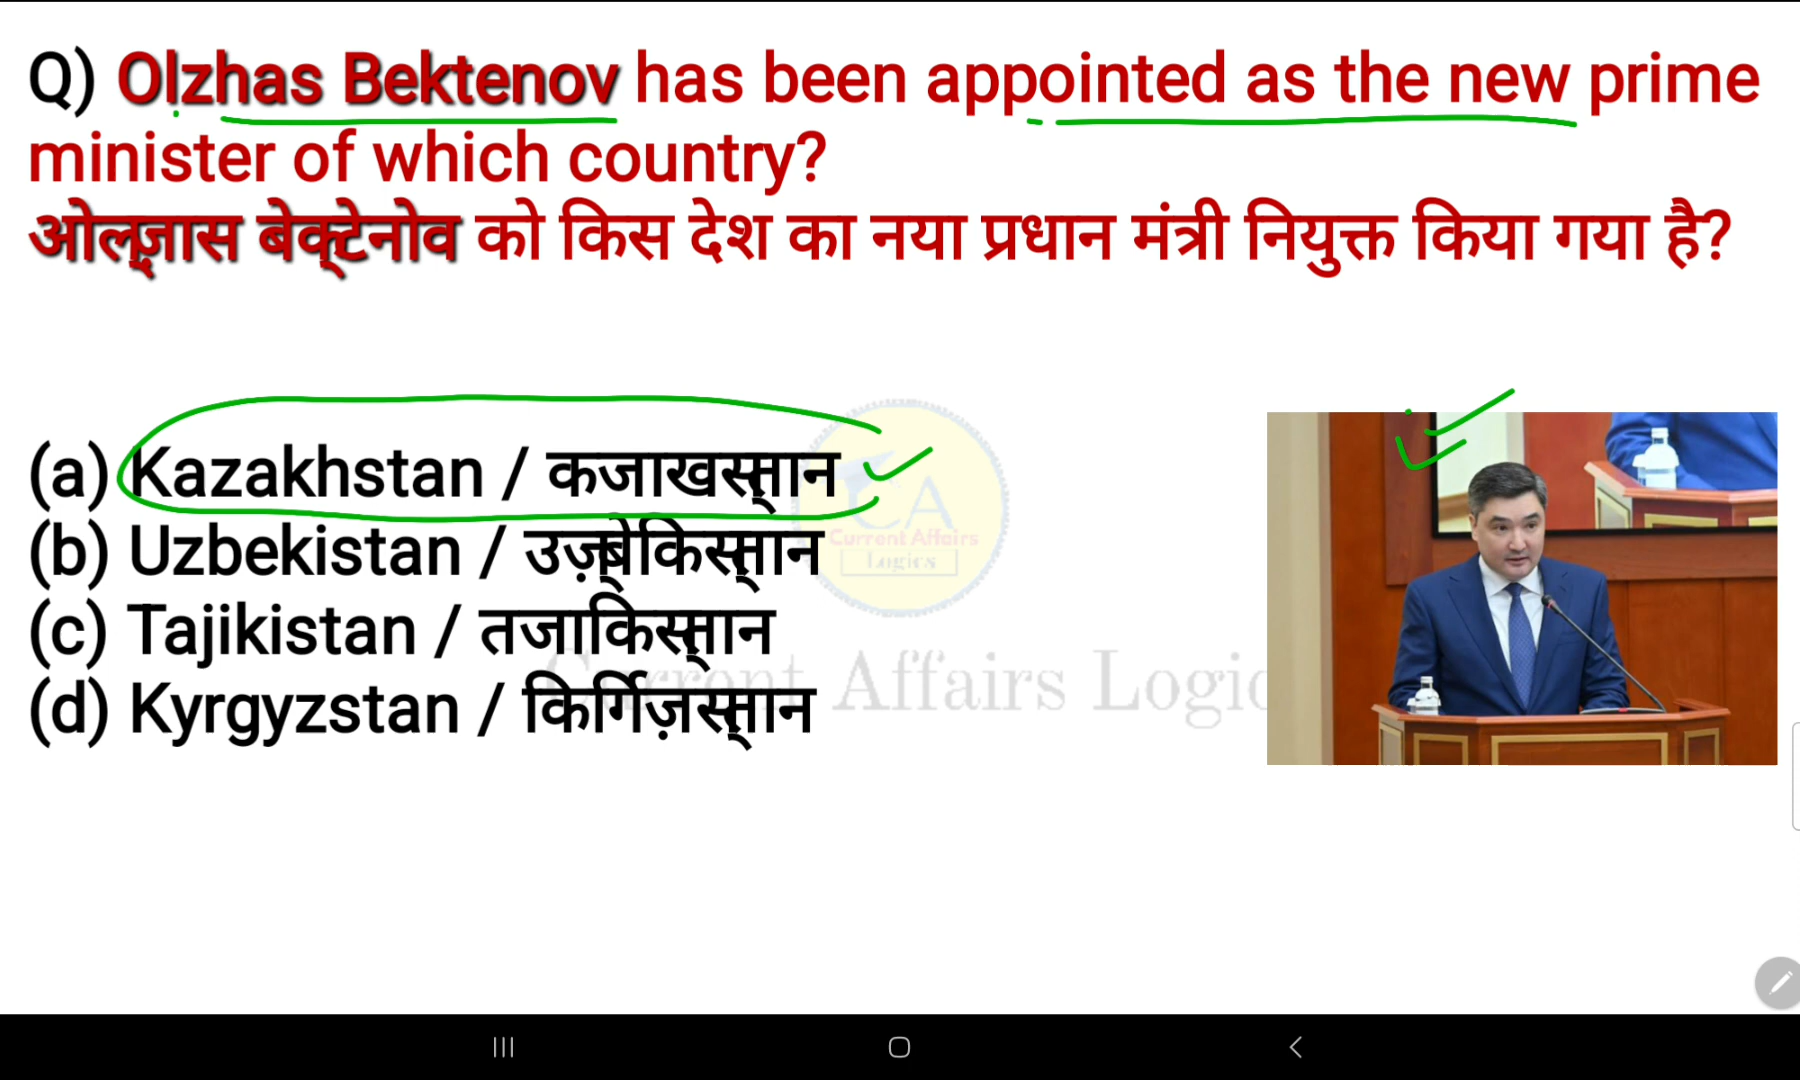 Q) Olzhas Bektenov has been appointed as the new prime
minister of which country?
ओल्ज़ास बेक्टेनोव को किस देश का नया प्रधान मंत्री नियुक्त किया गया है?
(a) Kazakhstan / कजाखस्तान
(b) Uzbekistan / उज़्बेकिस्तान
(c) Tajikistan / तजाकिस्तान
(d) Kyrgyzstan / किर्गिज़स्तान
CA
Current Affairs
Logics
Current Affairs Logic